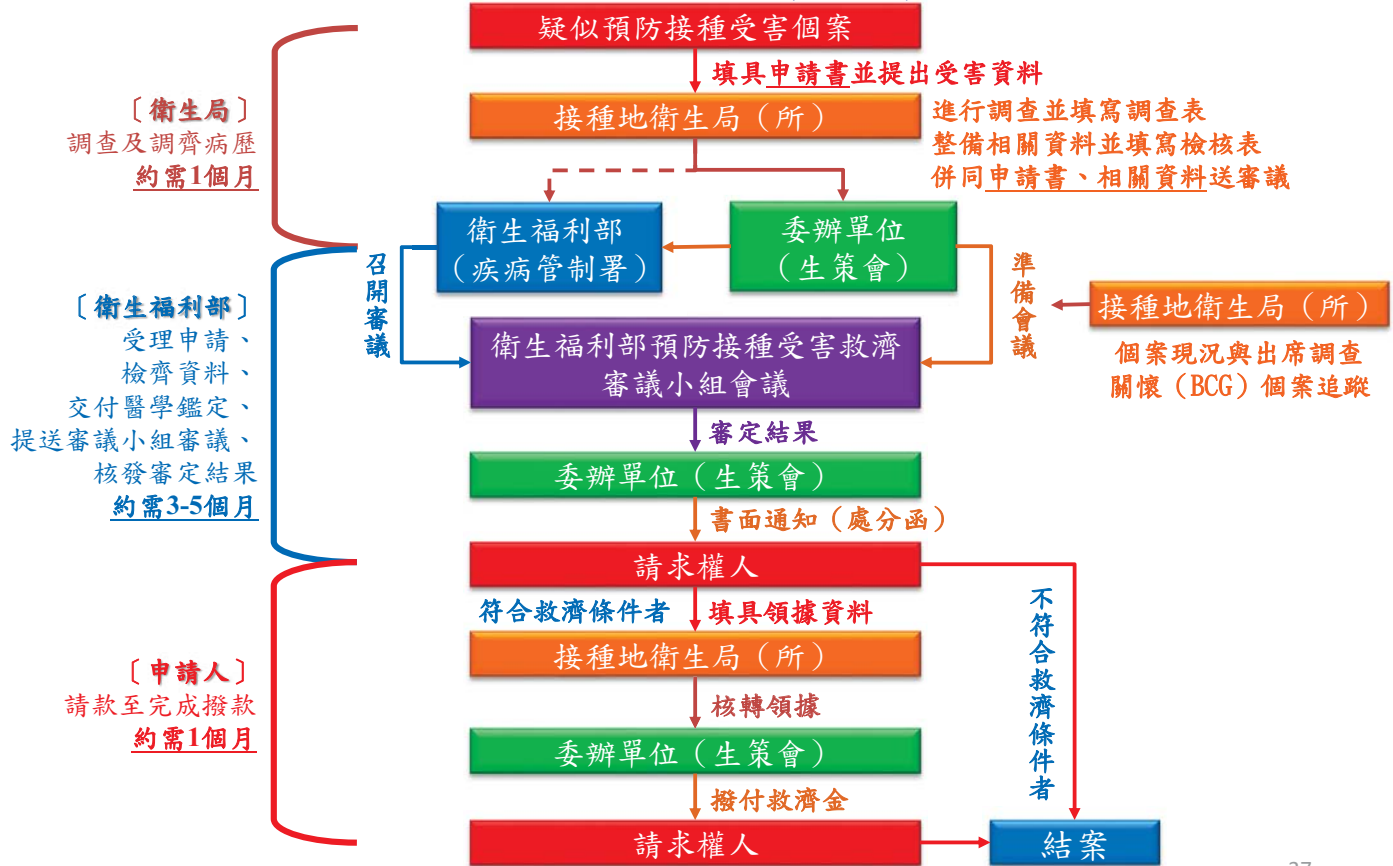 疑似預防接種受害個案
填具申請書並提出受害資料
〔衛生局〕
調查及調齊病歷
約需1個月
接種地衛生局（所）
進行調查並填寫調查表
整備相關資料並填寫檢核表
併同申請書、相關資料送審議
衛生福利部
（疾病管制署）
委辦單位
（生策會）
召開審議
準備會議
接種地衛生局（所）
個案現況與出席調查
關懷（BCG）個案追蹤
〔衛生福利部〕
受理申請、
檢齊資料、
交付醫學鑑定、
提送審議小組審議、
核發審定結果
約需3-5個月
衛生福利部預防接種受害救濟
審議小組會議
審定結果
委辦單位（生策會）
書面通知（處分函）
請求權人
符合救濟條件者
填具領據資料
不符合救濟條件者
〔申請人〕
請款至完成撥款
約需1個月
接種地衛生局（所）
核轉領據
委辦單位（生策會）
撥付救濟金
請求權人
結案